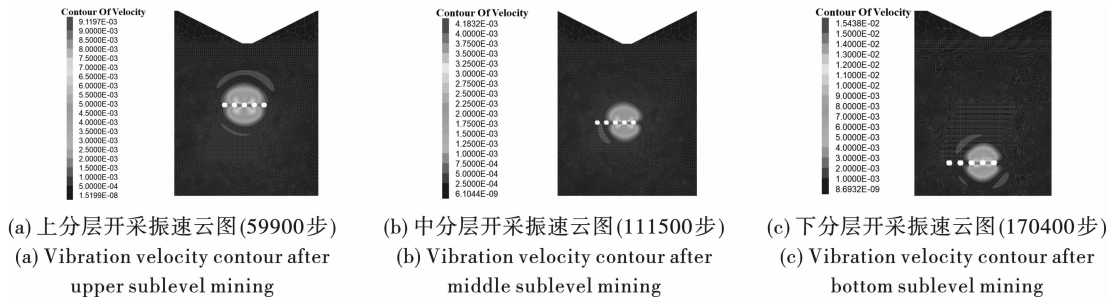 Contour Of Velocity
9.1197E-03
9.0000E-03
8.5000E-03
8.0000E-03
7.5000E-03
7.0000E-03
6.5000E-03
6.0000E-03
5.5000E-03
5.0000E-03
4.5000E-03
4.0000E-03
3.5000E-03
3.0000E-03
2.5000E-03
2.0000E-03
1.5000E-03
1.0000E-03
5.0000E-04
1.5199E-08
(a) 上分层开采振速云图(59900步)
(a) Vibration velocity contour after
upper sublevel mining
Contour Of Velocity
4.1832E-03
4.0000E-03
3.7500E-03
3.5000E-03
3.2500E-03
3.0000E-03
2.7500E-03
2.5000E-03
2.2500E-03
2.0000E-03
1.7500E-03
1.5000E-03
1.2500E-03
1.0000E-03
7.5000E-04
5.0000E-04
2.5000E-04
6.1044E-09
(b) 中分层开采振速云图(111500步)
(b) Vibration velocity contour after
middle sublevel mining
Contour Of Velocity
1.5438E-02
1.5000E-02
1.4000E-02
1.3000E-02
1.2000E-02
1.1000E-02
1.0000E-02
9.0000E-03
8.0000E-03
7.0000E-03
6.0000E-03
5.0000E-03
4.0000E-03
3.0000E-03
2.0000E-03
1.0000E-03
8.6932E-09
(c) 下分层开采振速云图(170400步)
(c) Vibration velocity contour after
bottom sublevel mining